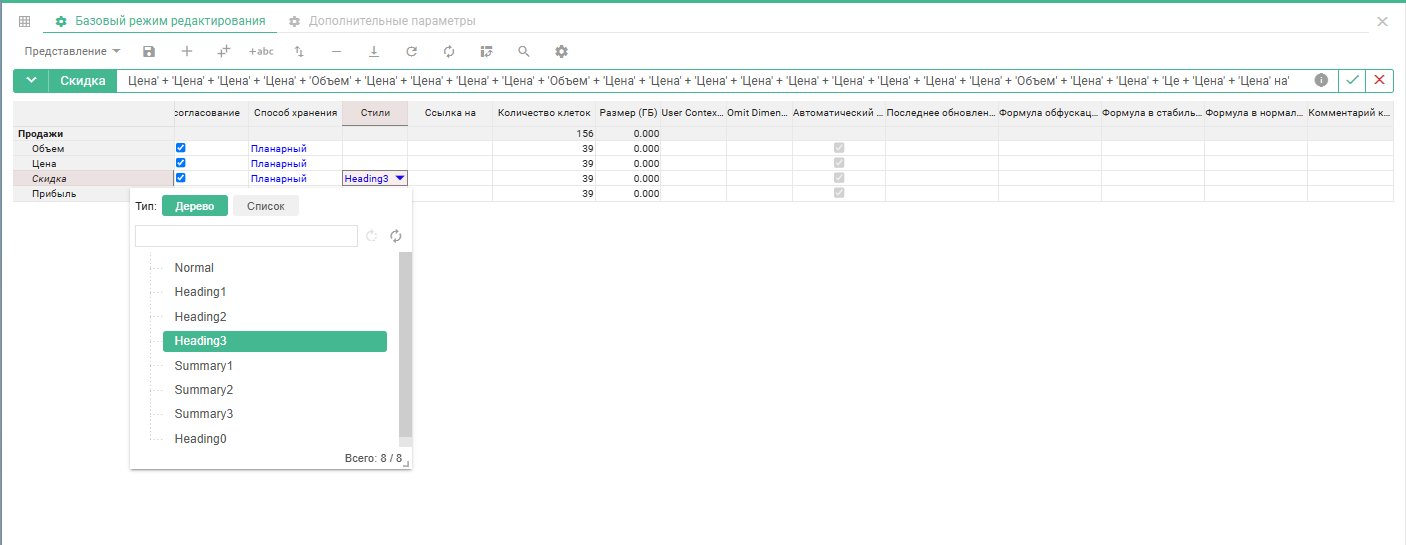 Базовый режим редактирования Дополнительные параметры
Представление +abc
Скидка Цена' + 'Цена' + 'Цена' + 'Цена' + 'Объем' + 'Цена' + 'Цена' + 'Цена' + 'Цена' + 'Объем' + 'Цена' + 'Цена' + 'Цена' + 'Цена' + 'Цена' + 'Цена' + 'Цена' + 'Цена' + 'Цена' + 'Объем' + 'Цена' + 'Цена' + 'Це + 'Цена' + 'Цена' на'
согласование Способ хранения Стили Ссылка на Количество клеток Размер (ГБ) User Contex... Omit Dimen... Автоматический ... Последнее обновлен... Формула обфускац... Формула в стабиль... Формула в нормал... Комментарий к...
Продажи 156 0.000
Объем Планарный 39 0.000
Цена Планарный 39 0.000
Скидка Планарный Heading3 39 0.000
Прибыль 39 0.000
Тип: Дерево Список
Normal
Heading1
Heading2
Heading3
Summary1
Summary2
Summary3
Heading0
Всего: 8 / 8